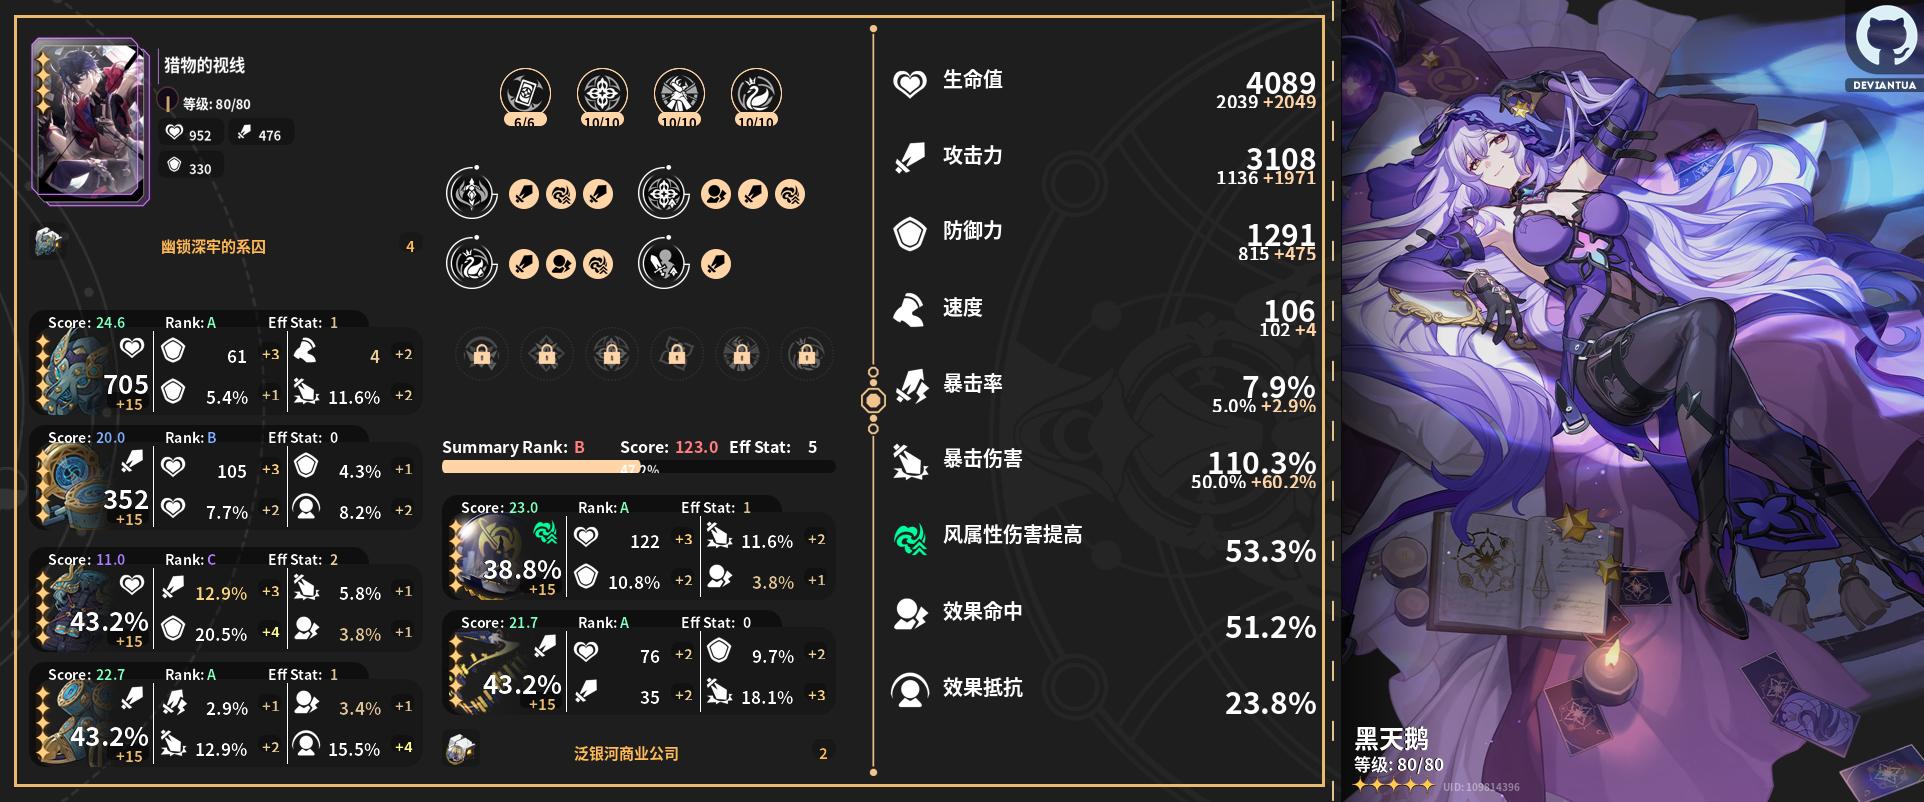 猎物的视线
等级: 80/80
952
476
330
幽锁深牢的系囚
4
Score: 24.6 Rank: A Eff Stat: 1
705
+15
61 +3
4 +2
5.4% +1
11.6% +2
Score: 20.0 Rank: B Eff Stat: 0
352
+15
105 +3
4.3% +1
7.7% +2
8.2% +2
Score: 11.0 Rank: C Eff Stat: 2
43.2%
+15
12.9% +3
5.8% +1
20.5% +4
3.8% +1
Score: 22.7 Rank: A Eff Stat: 1
43.2%
+15
2.9% +1
3.4% +1
12.9% +2
15.5% +4
6/6
10/10
10/10
10/10
Summary Rank: B Score: 123.0 Eff Stat: 5
47.2%
Score: 23.0 Rank: A Eff Stat: 1
38.8%
+15
122 +3
11.6% +2
10.8% +2
3.8% +1
Score: 21.7 Rank: A Eff Stat: 0
43.2%
+15
76 +2
9.7% +2
35 +2
18.1% +3
泛银河商业公司
2
生命值
4089
2039 +2049
攻击力
3108
1136 +1971
防御力
1291
815 +475
速度
106
102 +4
暴击率
7.9%
5.0% +2.9%
暴击伤害
110.3%
50.0% +60.2%
风属性伤害提高
53.3%
效果命中
51.2%
效果抵抗
23.8%
DEVIANTUA
黑天鹅
等级: 80/80
UID: 109814396